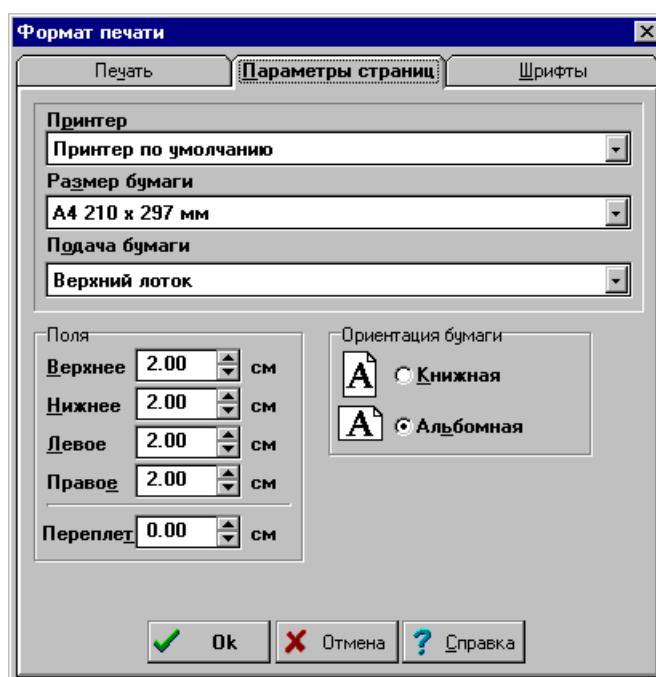 Формат печати
Печать Параметры страниц Шрифты
Принтер
Принтер по умолчанию
Размер бумаги
A4 210 x 297 мм
Подача бумаги
Верхний лоток
Поля
Верхнее 2.00 см
Нижнее 2.00 см
Левое 2.00 см
Правое 2.00 см
Переплет 0.00 см
Ориентация бумаги
A Книжная
A Альбомная
Ok Отмена ? Справка